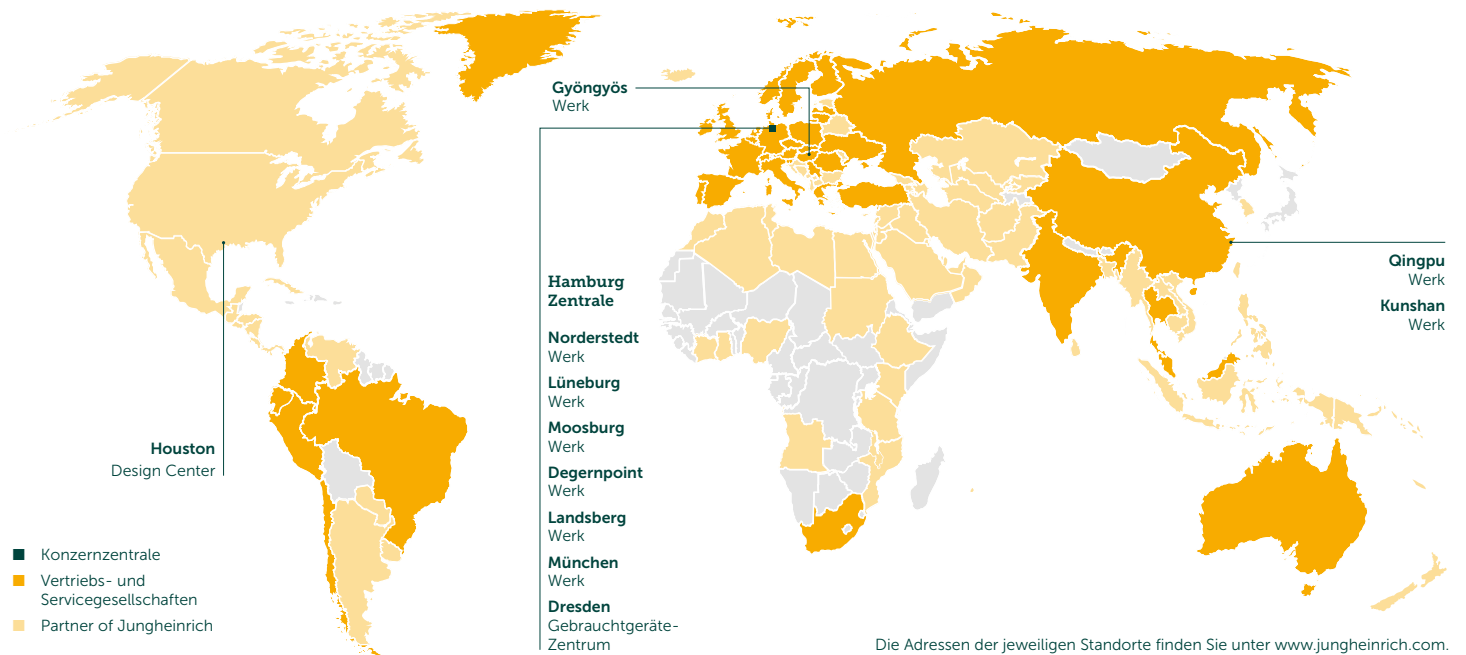 Gyöngyös
Werk
Hamburg
Zentrale
Norderstedt
Werk
Lüneburg
Werk
Moosburg
Werk
Degernpoint
Werk
Landsberg
Werk
München
Werk
Dresden
Gebrauchtgeräte-
Zentrum
Qingpu
Werk
Kunshan
Werk
Houston
Design Center
Konzernzentrale
Vertriebs- und
Servicegesellschaften
Partner of Jungheinrich
Die Adressen der jeweiligen Standorte finden Sie unter www.jungheinrich.com.